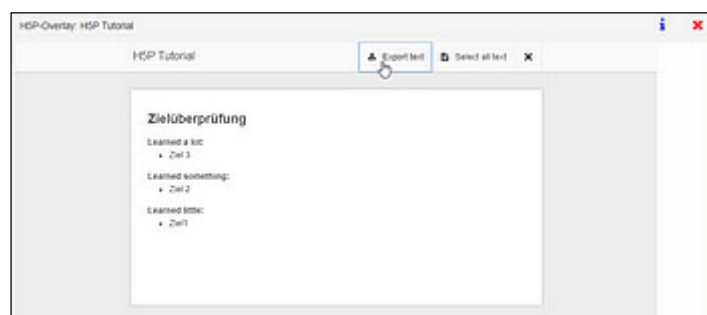 H5P-Overlay: H5P Tutorial
H5P Tutorial
Export text
Select all text
Zielüberprüfung
Learned a lot:
Ziel 3
Learned something:
Ziel 2
Learned little:
Ziel1